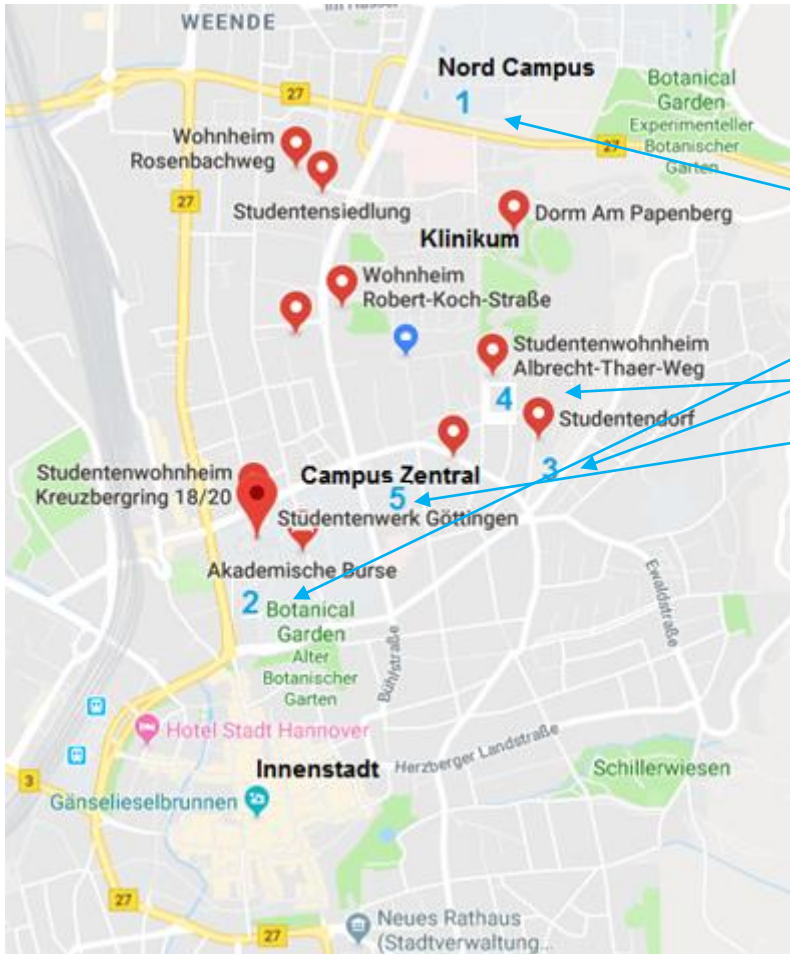 Im Hassel
WEENDE
Nord Campus
1
Botanical
Garden
Experimenteller
Botanischer
Garten
27
27
Wohnheim
Rosenbachweg
27
Studentensiedlung
Dorm Am Papenberg
Klinikum
Wohnheim
Robert-Koch-Straße
Studentenwohnheim
Albrecht-Thaer-Weg
4
Studentendorf
3
Studentenwohnheim
Kreuzbergring 18/20
Campus Zentral
5
Studentenwerk Göttingen
Akademische Burse
2
Botanical
Garden
Alter
Botanischer
Garten
Ewaldstraße
Bühlstraße
Hotel Stadt Hannover
Innenstadt
Herzberger Landstraße
Schillerwiesen
3
Gänselieselbrunnen
27
27
Neues Rathaus
(Stadtverwaltung...